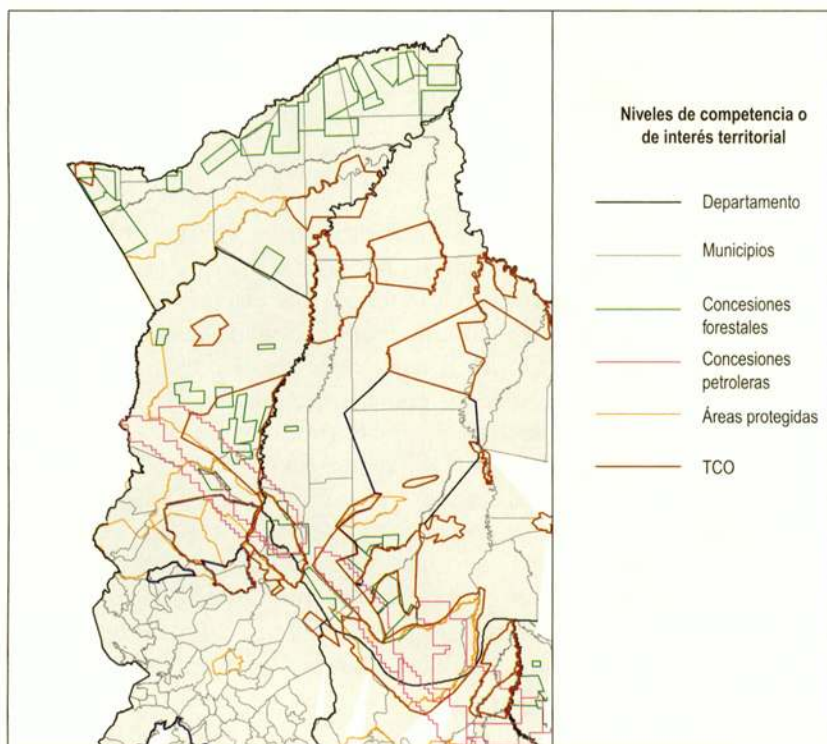 Niveles de competencia o
de interés territorial
Departamento
Municipios
Concesiones
forestales
Concesiones
petroleras
Áreas protegidas
TCO